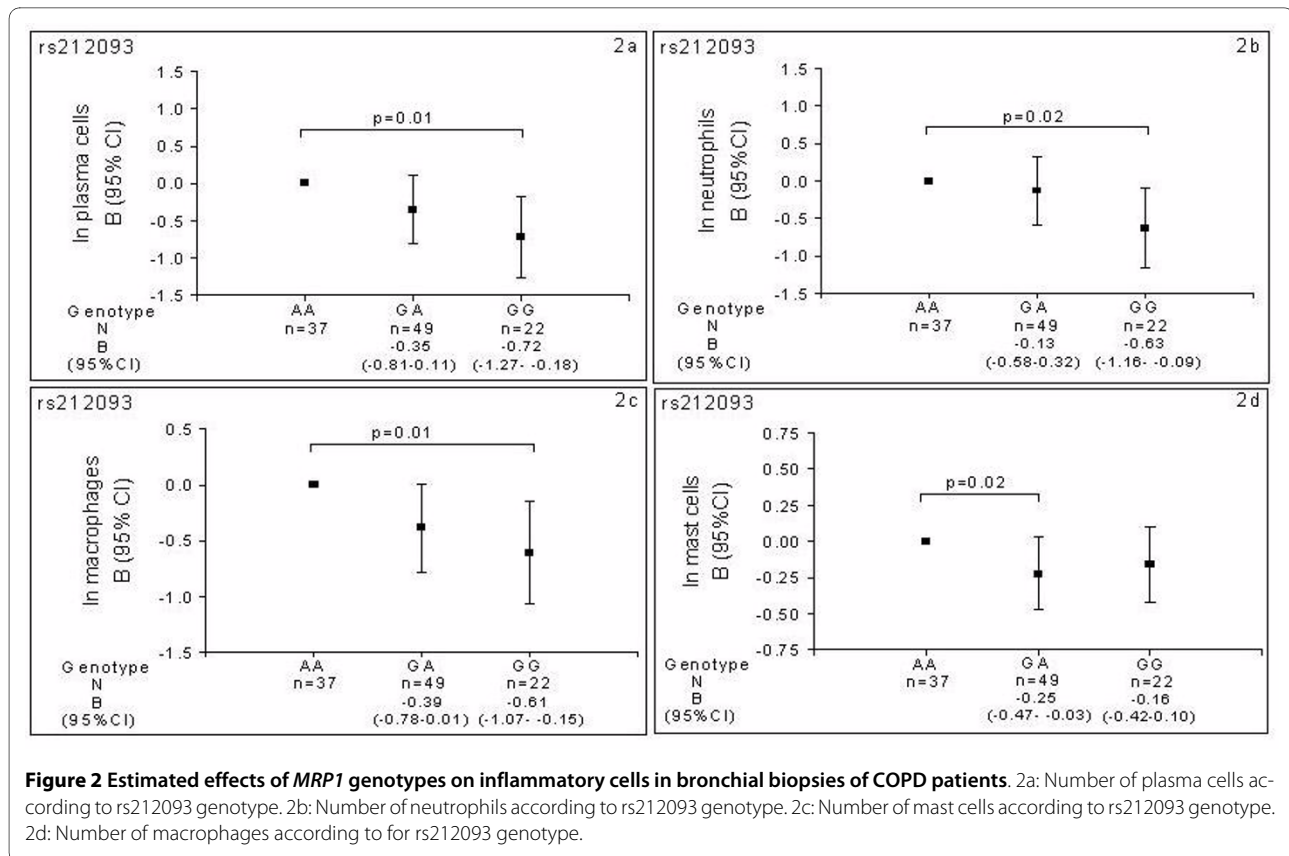 rs212093 2a
1.5
1.0
0.5
0.0
-0.5
-1.0
-1.5
ln plasma cells
B (95% CI)
p=0.01
Genotype AA GA GG
N n=37 n=49 n=22
B -0.35 -0.72
(95%CI) (-0.81-0.11) (-1.27- -0.18)
rs212093 2b
1.5
1.0
0.5
0.0
-0.5
-1.0
-1.5
ln neutrophils
B (95%CI)
p=0.02
Genotype AA GA GG
N n=37 n=49 n=22
B -0.13 -0.63
(95%CI) (-0.58-0.32) (-1.16- -0.09)
rs212093 2c
0.5
0.0
-0.5
-1.0
-1.5
ln macrophages
B (95% CI)
p=0.01
Genotype AA GA GG
N n=37 n=49 n=22
B -0.39 -0.61
(95%CI) (-0.78-0.01) (-1.07- -0.15)
rs212093 2d
0.75
0.50
0.25
0.00
-0.25
-0.50
-0.75
ln mast cells
B (95%CI)
p=0.02
Genotype AA GA GG
N n=37 n=49 n=22
B -0.25 -0.16
(95%CI) (-0.47- -0.03) (-0.42-0.10)
Figure 2 Estimated effects of MRP1 genotypes on inflammatory cells in bronchial biopsies of COPD patients. 2a: Number of plasma cells ac-
cording to rs212093 genotype. 2b: Number of neutrophils according to rs212093 genotype. 2c: Number of mast cells according to rs212093 genotype.
2d: Number of macrophages according to for rs212093 genotype.